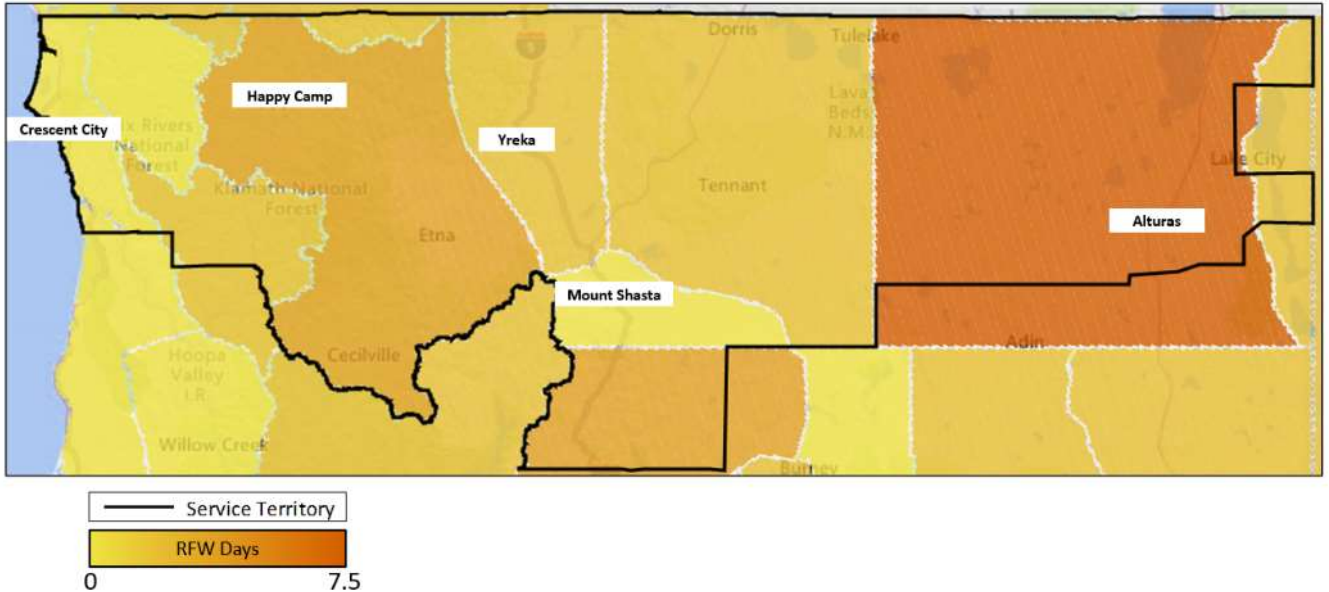 Dorris
Tulelake
Happy Camp
Lava
Beds
N.M.
Crescent City
ix Rivers
National
Forest
Yreka
Lake City
Klamath National
Forest
Tennant
Alturas
Etna
Mount Shasta
Adin
Hoopa
Valley
I.R.
Cecilville
Willow Creek
Burney
Service Territory
RFW Days
0
7.5